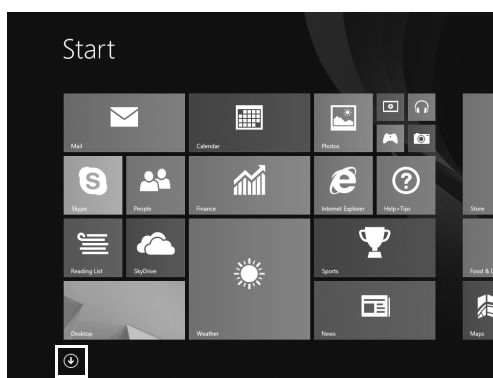 Start
Mail
Calendar
Photos
Skype
People
Finance
Internet Explorer
Help+Tips
Store
Reading List
SkyDrive
Sports
Food & D
Desktop
Weather
News
Maps